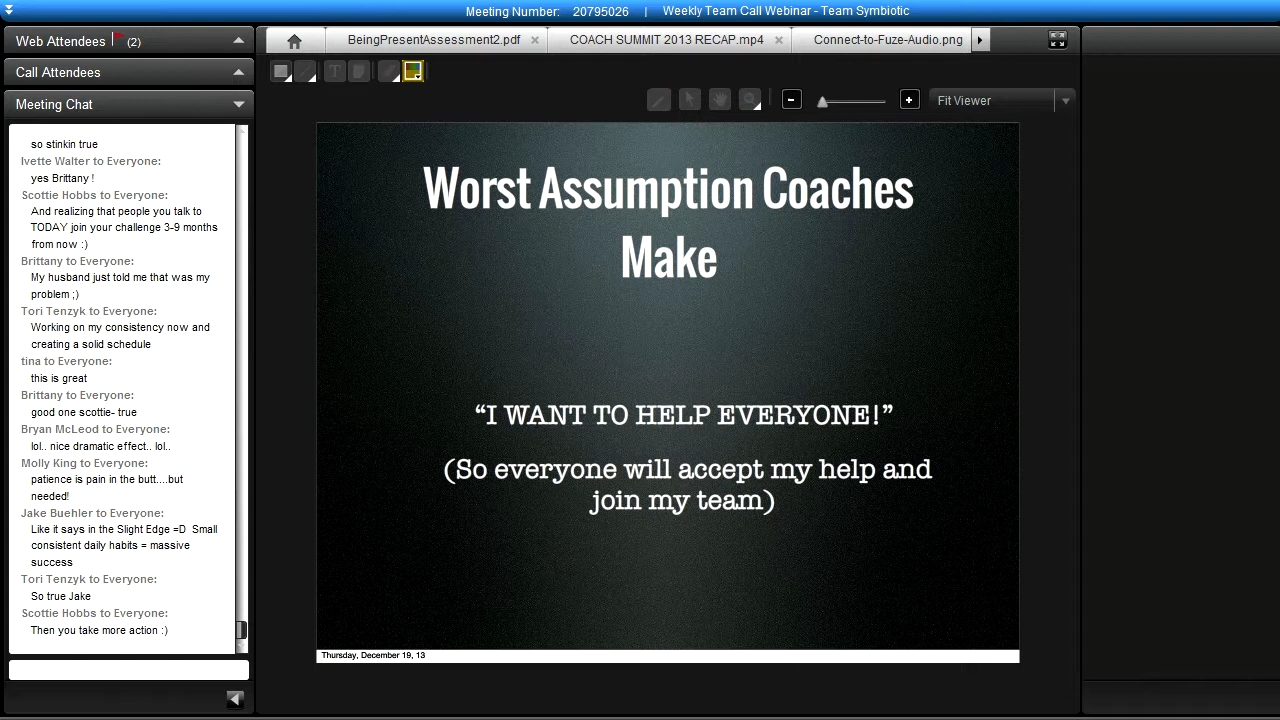 Meeting Number: 20795026 | Weekly Team Call Webinar - Team Symbiotic
Web Attendees (2)
Call Attendees
Meeting Chat
so stinkin true
Ivette Walter to Everyone:
yes Brittany !
Scottie Hobbs to Everyone:
And realizing that people you talk to
TODAY join your challenge 3-9 months
from now :)
Brittany to Everyone:
My husband just told me that was my
problem ;)
Tori Tenzyk to Everyone:
Working on my consistency now and
creating a solid schedule
tina to Everyone:
this is great
Brittany to Everyone:
good one scottie- true
Bryan McLeod to Everyone:
lol.. nice dramatic effect.. lol..
Molly King to Everyone:
patience is pain in the butt....but
needed!
Jake Buehler to Everyone:
Like it says in the Slight Edge =D Small
consistent daily habits = massive
success
Tori Tenzyk to Everyone:
So true Jake
Scottie Hobbs to Everyone:
Then you take more action :)
BeingPresentAssessment2.pdf
COACH SUMMIT 2013 RECAP.mp4
Connect-to-Fuze-Audio.png
T
Fit Viewer
Worst Assumption Coaches
Make
“I WANT TO HELP EVERYONE!”
(So everyone will accept my help and
join my team)
Thursday, December 19, 13